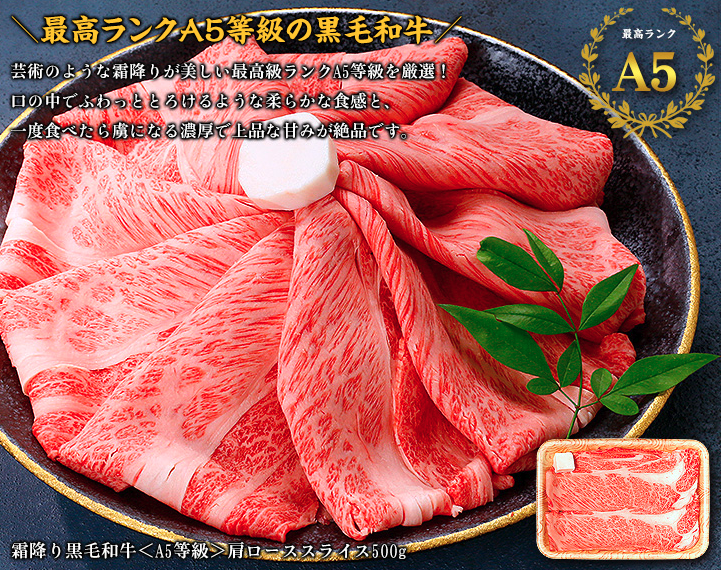 ＼最高ランクA5等級の黒毛和牛／
芸術のような霜降りが美しい最高級ランクA5等級を厳選！
口の中でふわっととろけるような柔らかな食感と、
一度食べたら虜になる濃厚で上品な甘みが絶品です。
最高ランク
A5
霜降り黒毛和牛＜A5等級＞肩ローススライス500g